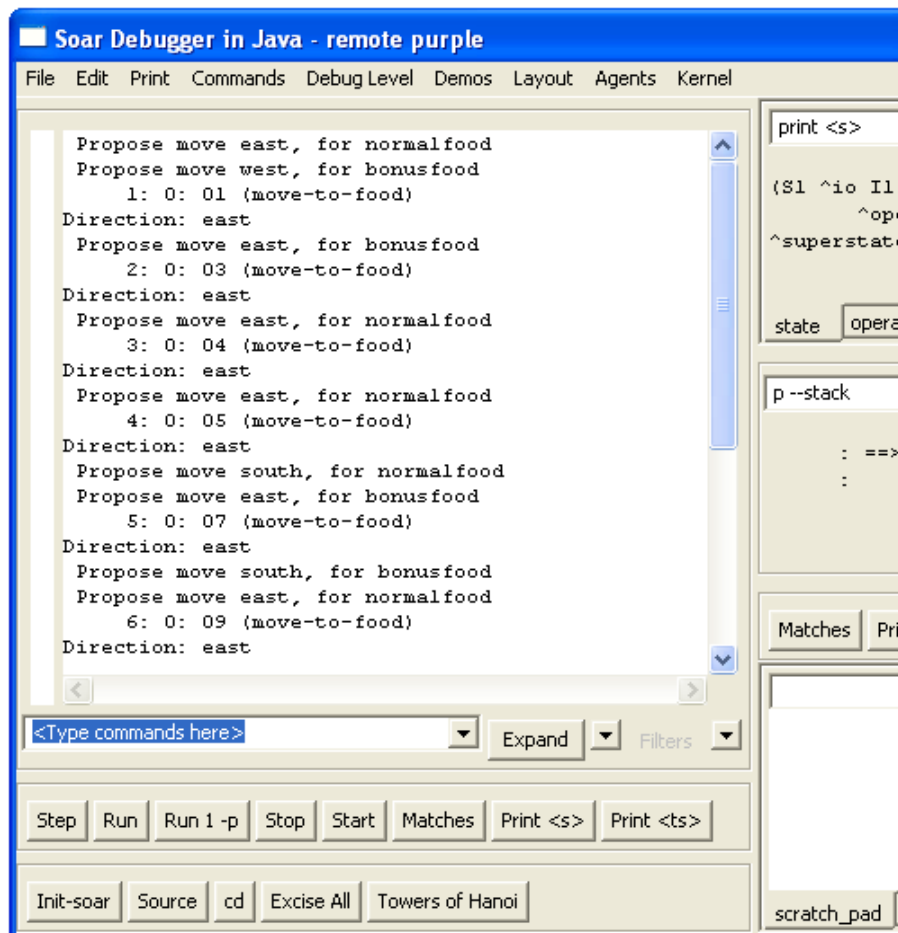 Soar Debugger in Java - remote purple
File Edit Print Commands Debug Level Demos Layout Agents Kernel
Propose move east, for normalfood
Propose move west, for bonusfood
1: O: O1 (move-to-food)
Direction: east
Propose move east, for bonusfood
2: O: O3 (move-to-food)
Direction: east
Propose move east, for normalfood
3: O: O4 (move-to-food)
Direction: east
Propose move east, for normalfood
4: O: O5 (move-to-food)
Direction: east
Propose move south, for normalfood
Propose move east, for bonusfood
5: O: O7 (move-to-food)
Direction: east
Propose move south, for bonusfood
Propose move east, for normalfood
6: O: O9 (move-to-food)
Direction: east
<Type commands here>
Expand
Filters
Step Run Run 1 -p Stop Start Matches Print <s> Print <ts>
Init-soar Source cd Excise All Towers of Hanoi
print <s>
(S1 ^io I1
^ope
^superstate
state opera
p --stack
: ==>
:
Matches Pri
scratch_pad